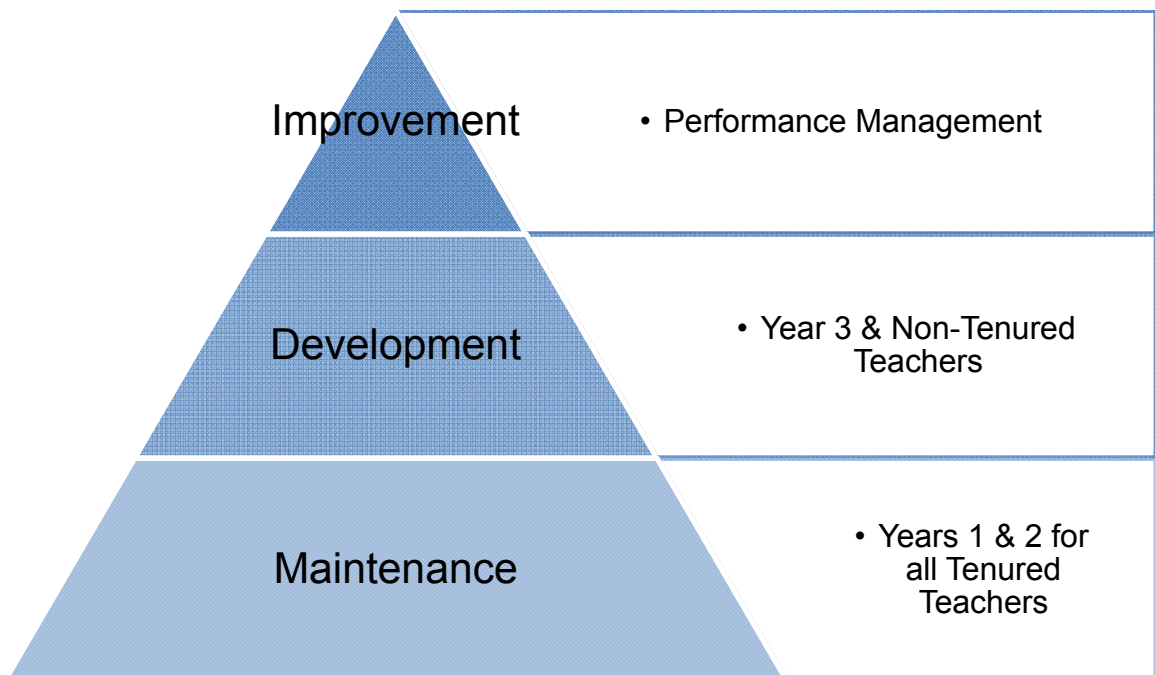 Improvement
• Performance Management
Development
• Year 3 & Non-Tenured
Teachers
Maintenance
• Years 1 & 2 for
all Tenured
Teachers